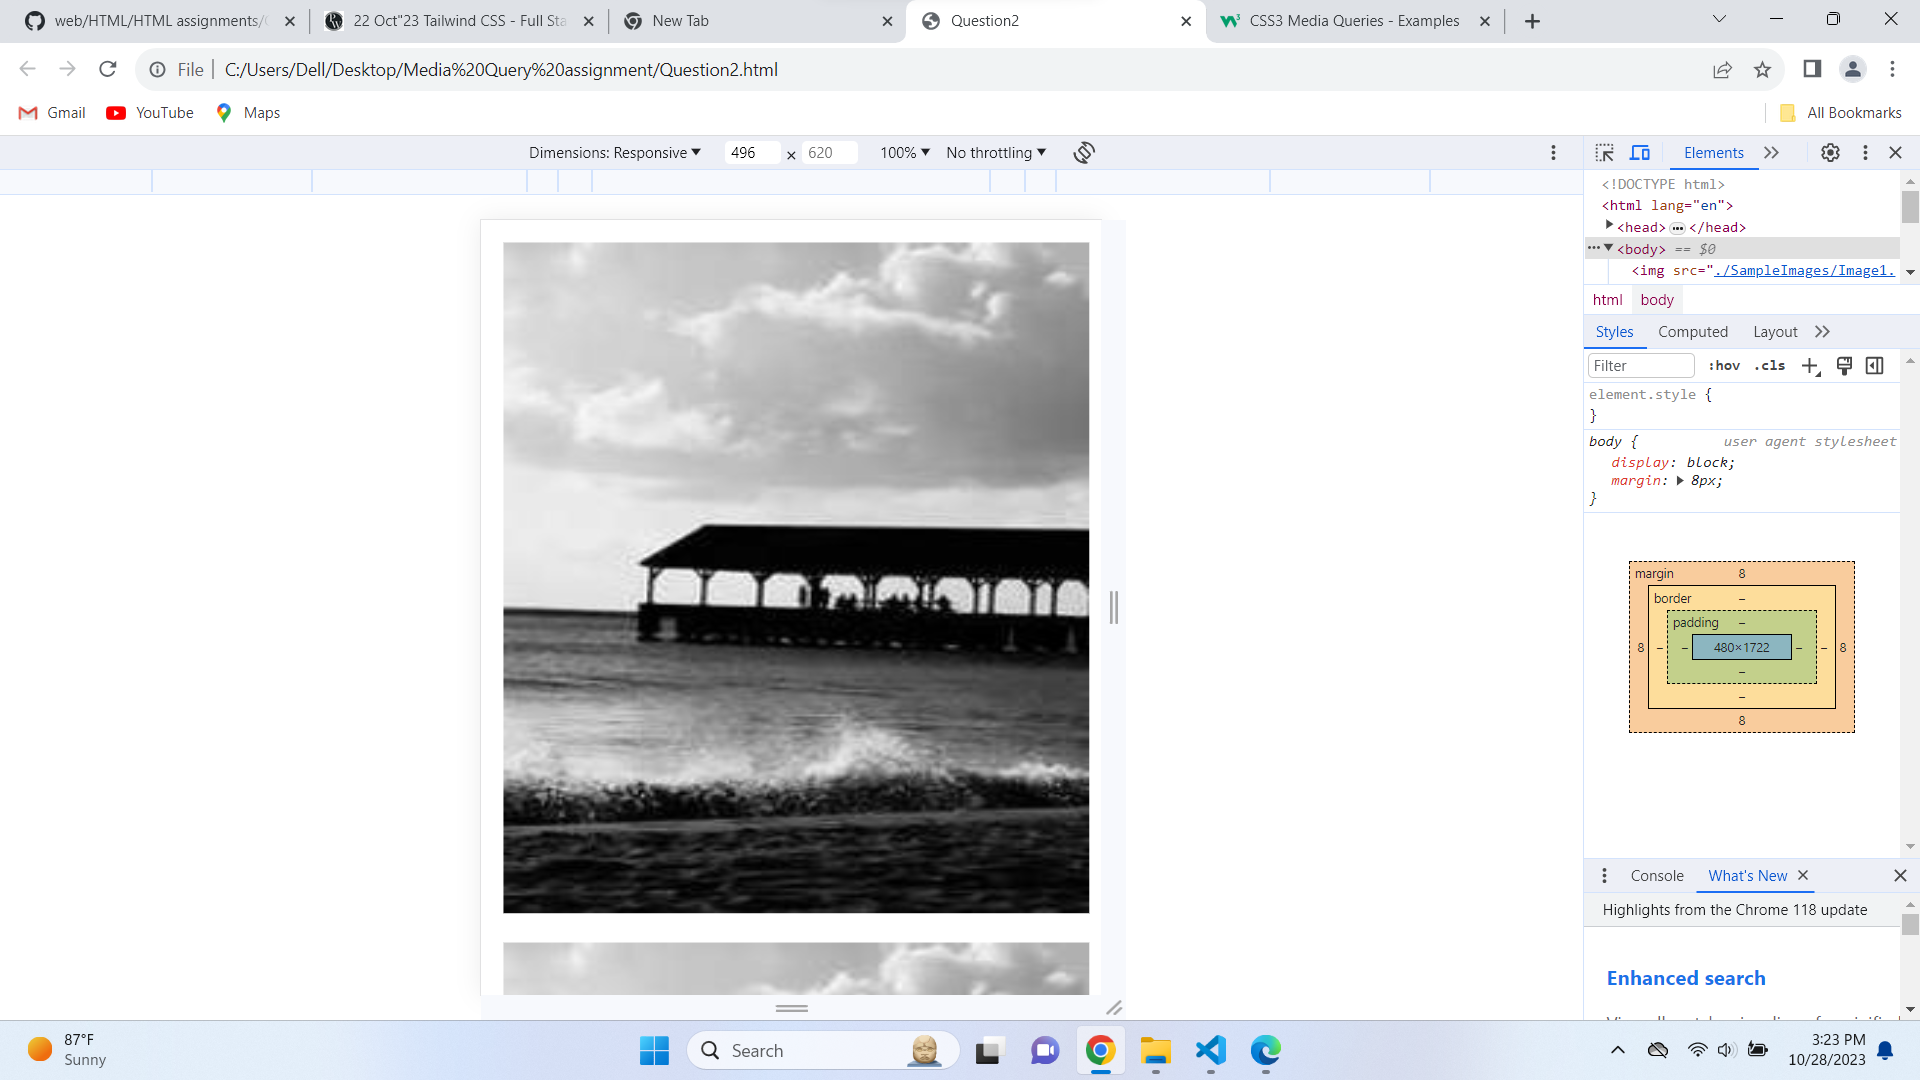 web/HTML/HTML assignments/
22 Oct"23 Tailwind CSS - Full Sta
New Tab
Question2
CSS3 Media Queries - Examples
File
C:/Users/Dell/Desktop/Media%20Query%20assignment/Question2.html
Gmail
YouTube
Maps
All Bookmarks
Dimensions: Responsive
496 × 620
100%
No throttling
Elements
<!DOCTYPE html>
<html lang="en">
<head> </head>
<body> == $0
<img src="./SampleImages/Image1.
html body
Styles Computed Layout
Filter :hov .cls
element.style {
}
body { user agent stylesheet
display: block;
margin: 8px;
}
margin 8
border –
padding –
8 – – 480×1722 – – 8
–
–
8
Console What's New
Highlights from the Chrome 118 update
Enhanced search
87°F
Sunny
Search
3:23 PM
10/28/2023